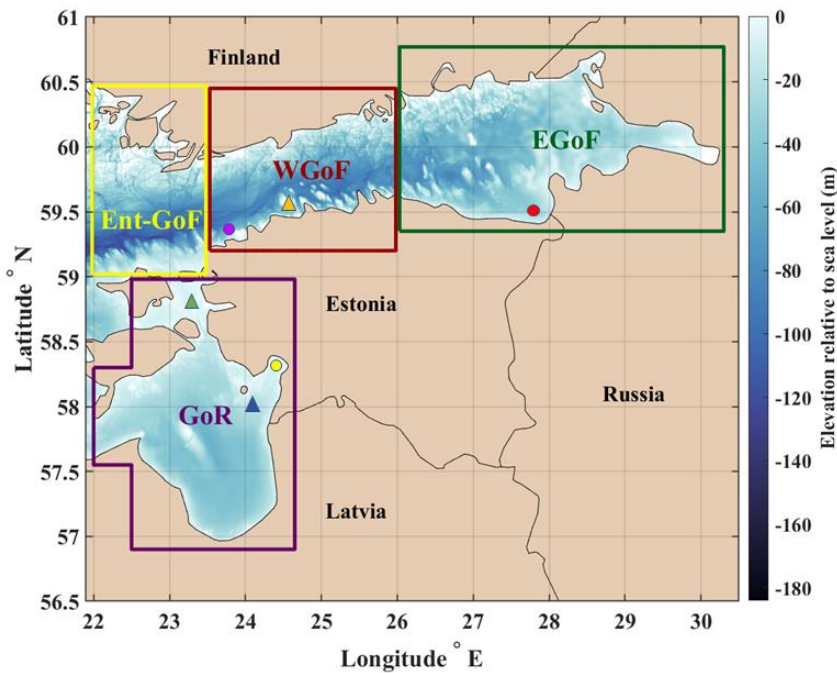 61
60.5
60
59.5
59
58.5
58
57.5
57
56.5
22
23
24
25
26
27
28
29
30
Latitude ° N
Longitude ° E
Finland
EGoF
WGoF
Ent-GoF
Estonia
GoR
Russia
Latvia
0
-20
-40
-60
-80
-100
-120
-140
-160
-180
Elevation relative to sea level (m)